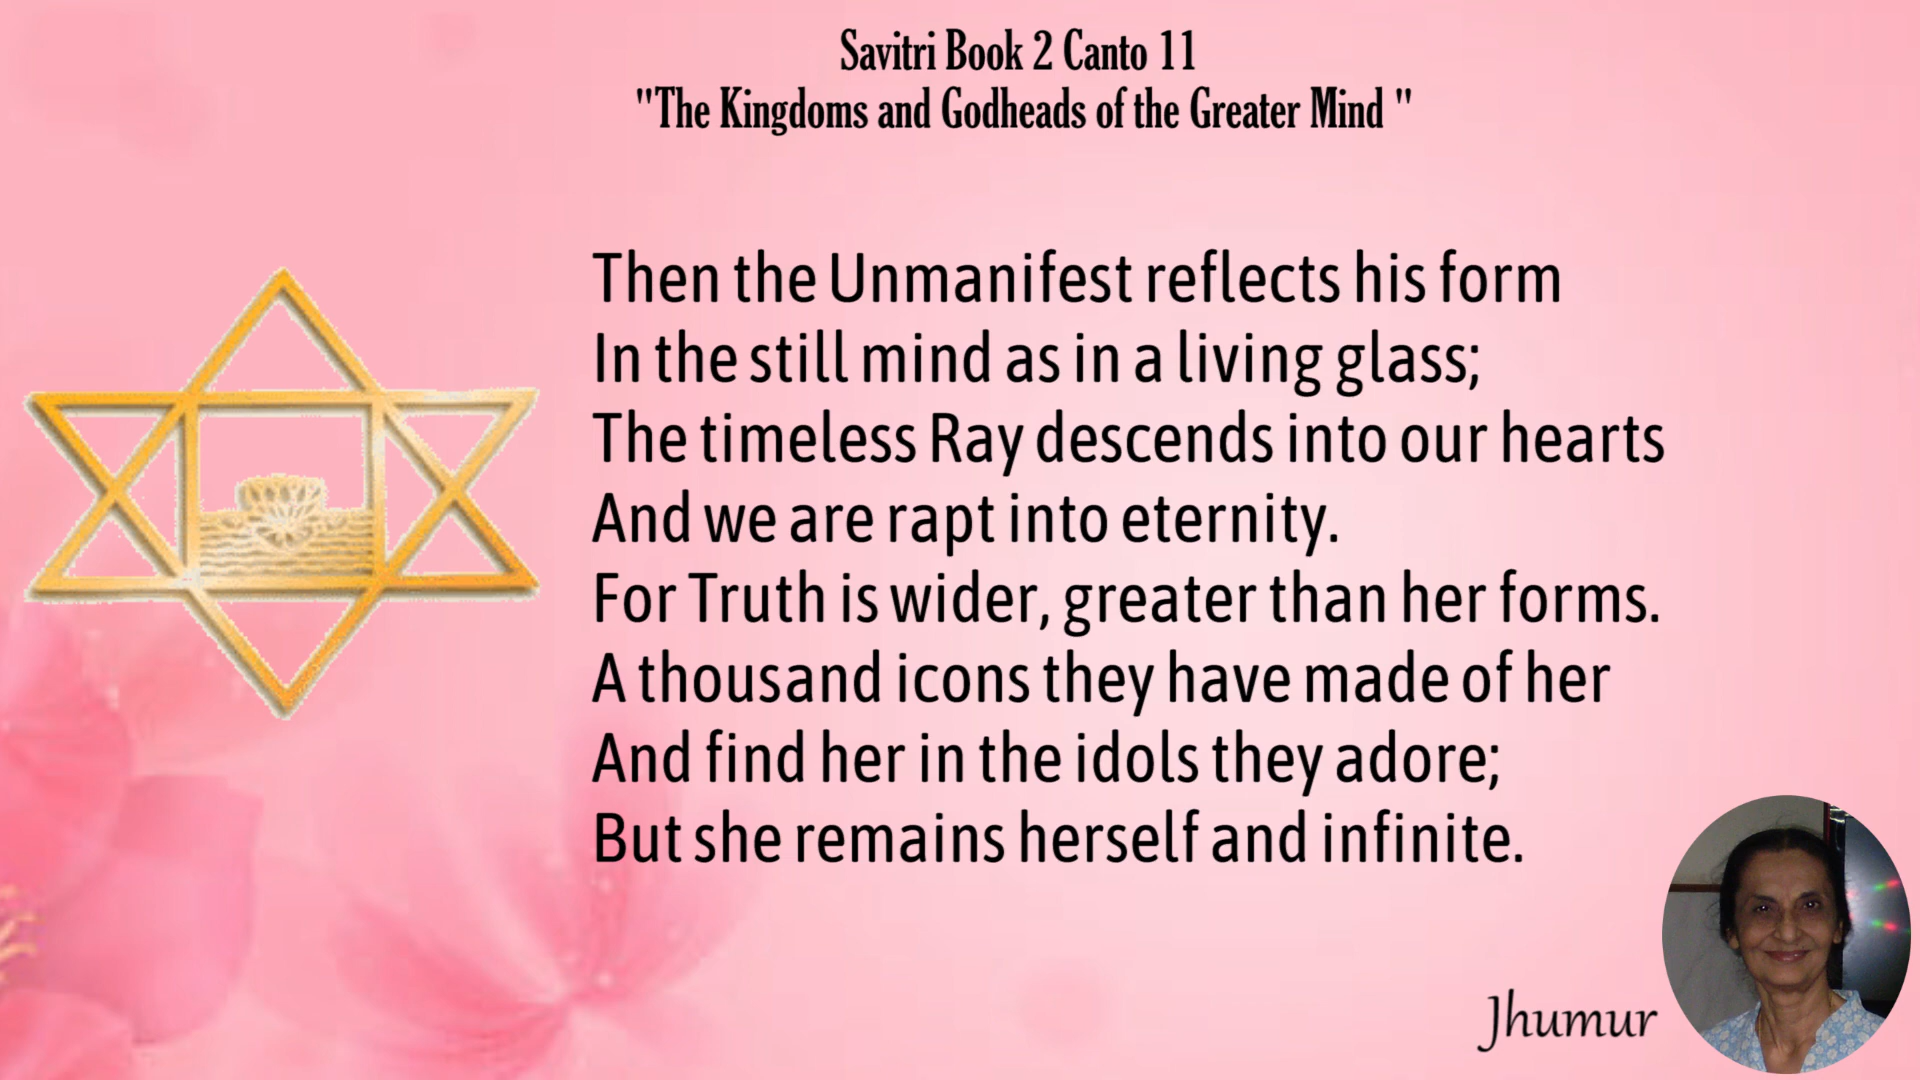 Savitri Book 2 Canto 11
"The Kingdoms and Godheads of the Greater Mind "
Then the Unmanifest reflects his form
In the still mind as in a living glass;
The timeless Ray descends into our hearts
And we are rapt into eternity.
For Truth is wider, greater than her forms.
A thousand icons they have made of her
And find her in the idols they adore;
But she remains herself and infinite.
Jhumur